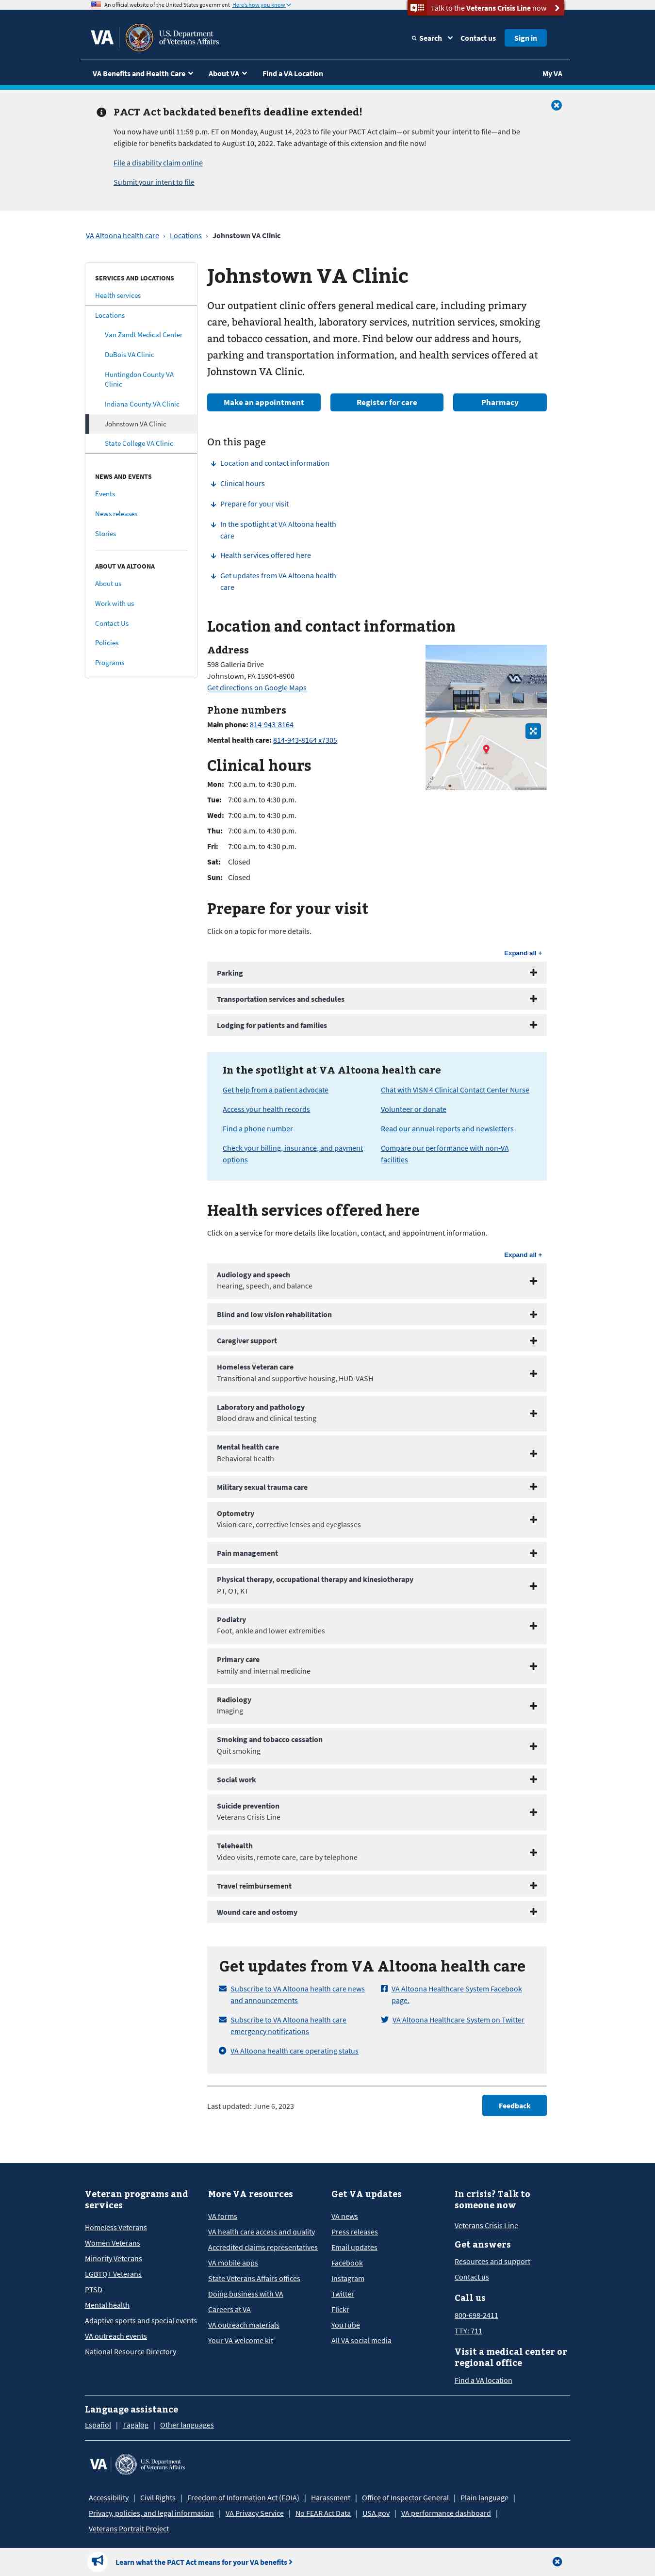 An official website of the United States government Here's how you know
Talk to the Veterans Crisis Line now
VA U.S. Department of Veterans Affairs
Search
Contact us
Sign in
VA Benefits and Health Care
About VA
Find a VA Location
My VA
PACT Act backdated benefits deadline extended!
You now have until 11:59 p.m. ET on Monday, August 14, 2023 to file your PACT Act claim—or submit your intent to file—and be
eligible for benefits backdated to August 10, 2022. Take advantage of this extension and file now!
File a disability claim online
Submit your intent to file
VA Altoona health care › Locations › Johnstown VA Clinic
SERVICES AND LOCATIONS
Health services
Locations
Van Zandt Medical Center
DuBois VA Clinic
Huntingdon County VA
Clinic
Indiana County VA Clinic
Johnstown VA Clinic
State College VA Clinic
NEWS AND EVENTS
Events
News releases
Stories
ABOUT VA ALTOONA
About us
Work with us
Contact Us
Policies
Programs
Johnstown VA Clinic
Our outpatient clinic offers general medical care, including primary
care, behavioral health, laboratory services, nutrition services, smoking
and tobacco cessation, and more. Find below our address and hours,
parking and transportation information, and health services offered at
Johnstown VA Clinic.
Make an appointment
Register for care
Pharmacy
On this page
Location and contact information
Clinical hours
Prepare for your visit
In the spotlight at VA Altoona health
care
Health services offered here
Get updates from VA Altoona health
care
Location and contact information
Address
598 Galleria Drive
Johnstown, PA 15904-8900
Get directions on Google Maps
Phone numbers
Main phone: 814-943-8164
Mental health care: 814-943-8164 x7305
VA
Clinical hours
Mon: 7:00 a.m. to 4:30 p.m.
Tue: 7:00 a.m. to 4:30 p.m.
Wed: 7:00 a.m. to 4:30 p.m.
Thu: 7:00 a.m. to 4:30 p.m.
Fri: 7:00 a.m. to 4:30 p.m.
Sat: Closed
Sun: Closed
Prepare for your visit
Click on a topic for more details.
Expand all +
Parking
Transportation services and schedules
Lodging for patients and families
In the spotlight at VA Altoona health care
Get help from a patient advocate
Access your health records
Find a phone number
Check your billing, insurance, and payment
options
Chat with VISN 4 Clinical Contact Center Nurse
Volunteer or donate
Read our annual reports and newsletters
Compare our performance with non-VA
facilities
Health services offered here
Click on a service for more details like location, contact, and appointment information.
Expand all +
Audiology and speech
Hearing, speech, and balance
Blind and low vision rehabilitation
Caregiver support
Homeless Veteran care
Transitional and supportive housing, HUD-VASH
Laboratory and pathology
Blood draw and clinical testing
Mental health care
Behavioral health
Military sexual trauma care
Optometry
Vision care, corrective lenses and eyeglasses
Pain management
Physical therapy, occupational therapy and kinesiotherapy
PT, OT, KT
Podiatry
Foot, ankle and lower extremities
Primary care
Family and internal medicine
Radiology
Imaging
Smoking and tobacco cessation
Quit smoking
Social work
Suicide prevention
Veterans Crisis Line
Telehealth
Video visits, remote care, care by telephone
Travel reimbursement
Wound care and ostomy
Get updates from VA Altoona health care
Subscribe to VA Altoona health care news
and announcements
Subscribe to VA Altoona health care
emergency notifications
VA Altoona health care operating status
VA Altoona Healthcare System Facebook
page.
VA Altoona Healthcare System on Twitter
Last updated: June 6, 2023
Feedback
Veteran programs and
services
Homeless Veterans
Women Veterans
Minority Veterans
LGBTQ+ Veterans
PTSD
Mental health
Adaptive sports and special events
VA outreach events
National Resource Directory
More VA resources
VA forms
VA health care access and quality
Accredited claims representatives
VA mobile apps
State Veterans Affairs offices
Doing business with VA
Careers at VA
VA outreach materials
Your VA welcome kit
Get VA updates
VA news
Press releases
Email updates
Facebook
Instagram
Twitter
Flickr
YouTube
All VA social media
In crisis? Talk to
someone now
Veterans Crisis Line
Get answers
Resources and support
Contact us
Call us
800-698-2411
TTY: 711
Visit a medical center or
regional office
Find a VA location
Language assistance
Español | Tagalog | Other languages
VA U.S. Department of Veterans Affairs
Accessibility | Civil Rights | Freedom of Information Act (FOIA) | Harassment | Office of Inspector General | Plain language |
Privacy, policies, and legal information | VA Privacy Service | No FEAR Act Data | USA.gov | VA performance dashboard |
Veterans Portrait Project
Learn what the PACT Act means for your VA benefits